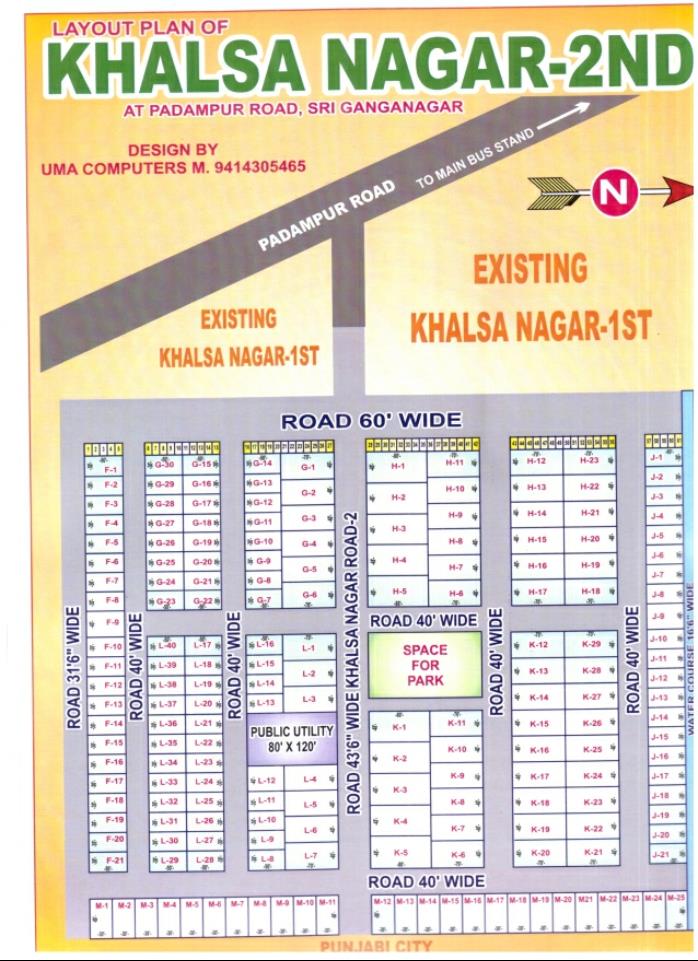 LAYOUT PLAN OF
KHALSA NAGAR-2ND
AT PADAMPUR ROAD, SRI GANGANAGAR
DESIGN BY
UMA COMPUTERS M. 9414305465
TO MAIN BUS STAND
PADAMPUR ROAD
N
EXISTING
KHALSA NAGAR-1ST
EXISTING
KHALSA NAGAR-1ST
ROAD 60' WIDE
F-1
F-2
F-3
F-4
F-5
F-6
F-7
F-8
F-9
F-10
F-11
F-12
F-13
F-14
F-15
F-16
F-17
F-18
F-19
F-20
F-21
ROAD 31'6" WIDE
ROAD 40' WIDE
G-30 G-15
G-29 G-16
G-28 G-17
G-27 G-18
G-26 G-19
G-25 G-20
G-24 G-21
G-23 G-22
L-40 L-17
L-39 L-18
L-38 L-19
L-37 L-20
L-36 L-21
L-35 L-22
L-34 L-23
L-33 L-24
L-32 L-25
L-31 L-26
L-30 L-27
L-29 L-28
ROAD 40' WIDE
G-14
G-13
G-12
G-11
G-10
G-9
G-8
G-7
G-1
G-2
G-3
G-4
G-5
G-6
L-16
L-15
L-14
L-13
L-1
L-2
L-3
PUBLIC UTILITY
80' X 120'
L-12
L-11
L-10
L-9
L-8
L-4
L-5
L-6
L-7
ROAD 43'6" WIDE KHALSA NAGAR ROAD-2
H-1
H-2
H-3
H-4
H-5
H-11
H-10
H-9
H-8
H-7
H-6
ROAD 40' WIDE
SPACE
FOR
PARK
K-1
K-2
K-3
K-4
K-5
K-11
K-10
K-9
K-8
K-7
K-6
ROAD 40' WIDE
H-12 H-23
H-13 H-22
H-14 H-21
H-15 H-20
H-16 H-19
H-17 H-18
K-12 K-29
K-13 K-28
K-14 K-27
K-15 K-26
K-16 K-25
K-17 K-24
K-18 K-23
K-19 K-22
K-20 K-21
ROAD 40' WIDE
J-1
J-2
J-3
J-4
J-5
J-6
J-7
J-8
J-9
J-10
J-11
J-12
J-13
J-14
J-15
J-16
J-17
J-18
J-19
J-20
J-21
WATER COURSE 16'6" WIDE
ROAD 40' WIDE
M-1 M-2 M-3 M-4 M-5 M-6 M-7 M-8 M-9 M-10 M-11
M-12 M-13 M-14 M-15 M-16 M-17 M-18 M-19 M-20 M21 M-22 M-23 M-24 M-25
PUNJABI CITY